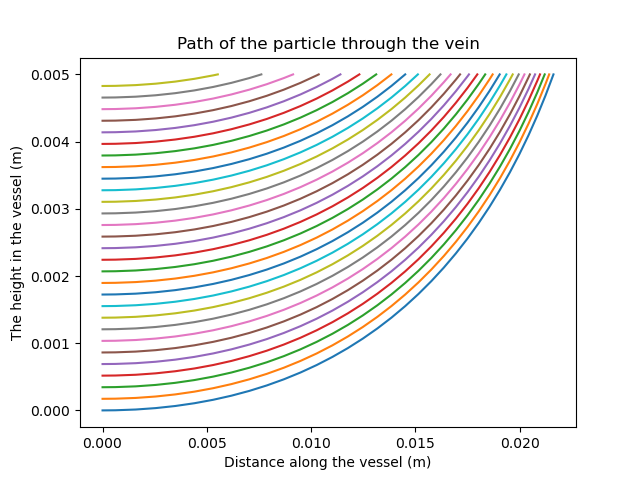 Path of the particle through the vein
0.005
0.004
0.003
0.002
0.001
0.000
The height in the vessel (m)
0.000 0.005 0.010 0.015 0.020
Distance along the vessel (m)